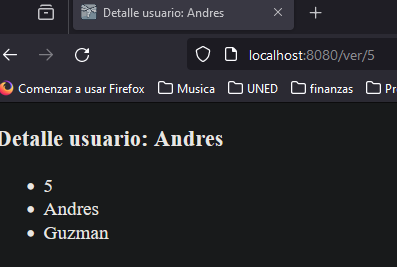 Detalle usuario: Andres
localhost:8080/ver/5
Comenzar a usar Firefox Musica UNED finanzas
Detalle usuario: Andres
5
Andres
Guzman